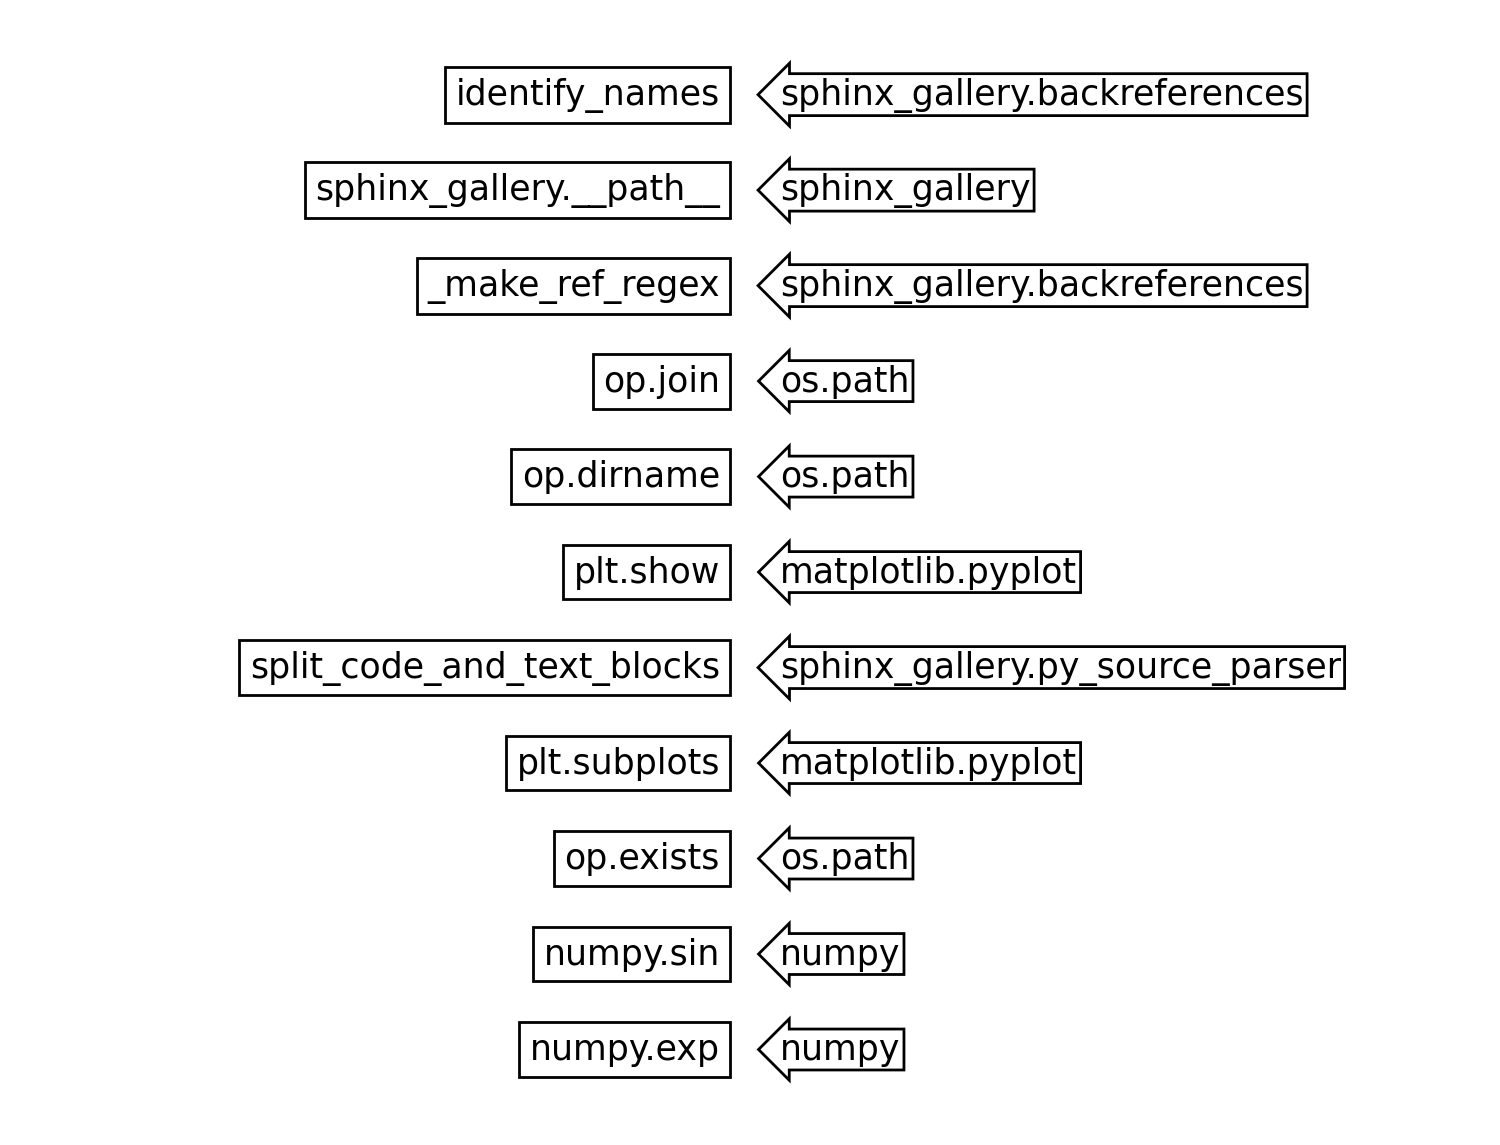 identify_names sphinx_gallery.backreferences
sphinx_gallery.__path__ sphinx_gallery
_make_ref_regex sphinx_gallery.backreferences
op.join os.path
op.dirname os.path
plt.show matplotlib.pyplot
split_code_and_text_blocks sphinx_gallery.py_source_parser
plt.subplots matplotlib.pyplot
op.exists os.path
numpy.sin numpy
numpy.exp numpy